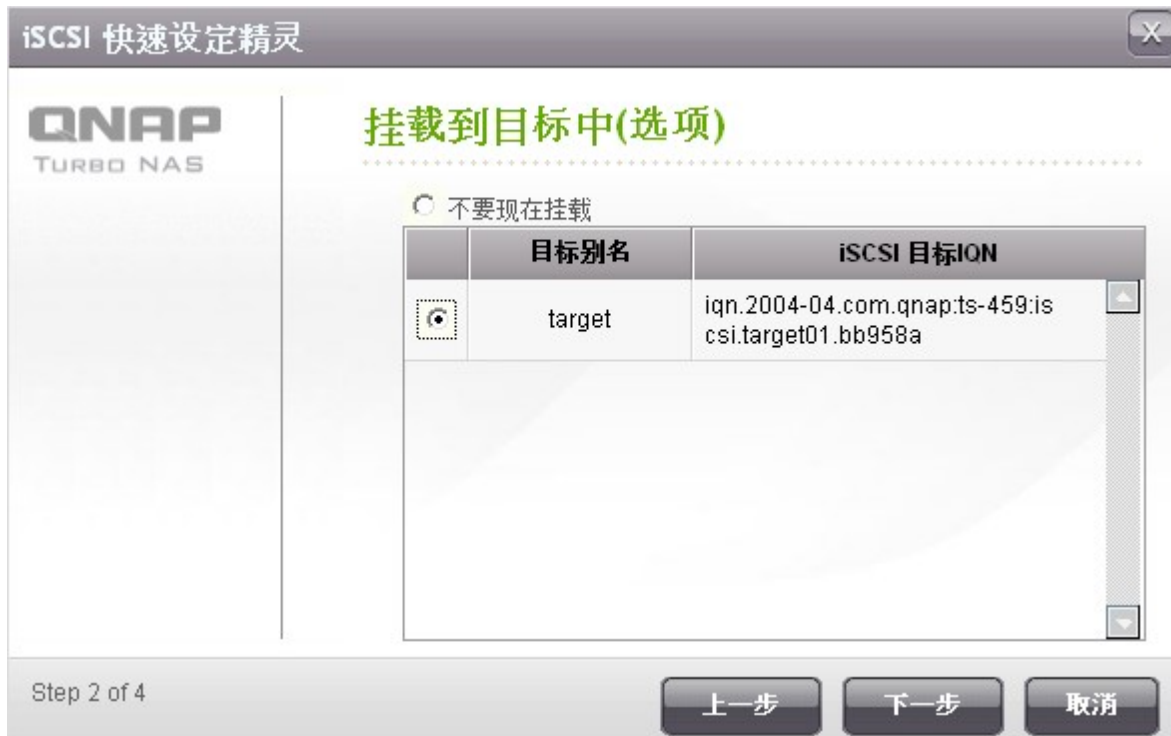 iSCSI 快速设定精灵
X
QNAP
TURBO NAS
挂载到目标中(选项)
不要现在挂载
目标别名
iSCSI 目标IQN
target
iqn.2004-04.com.qnap:ts-459:is
csi.target01.bb958a
Step 2 of 4
上一步
下一步
取消